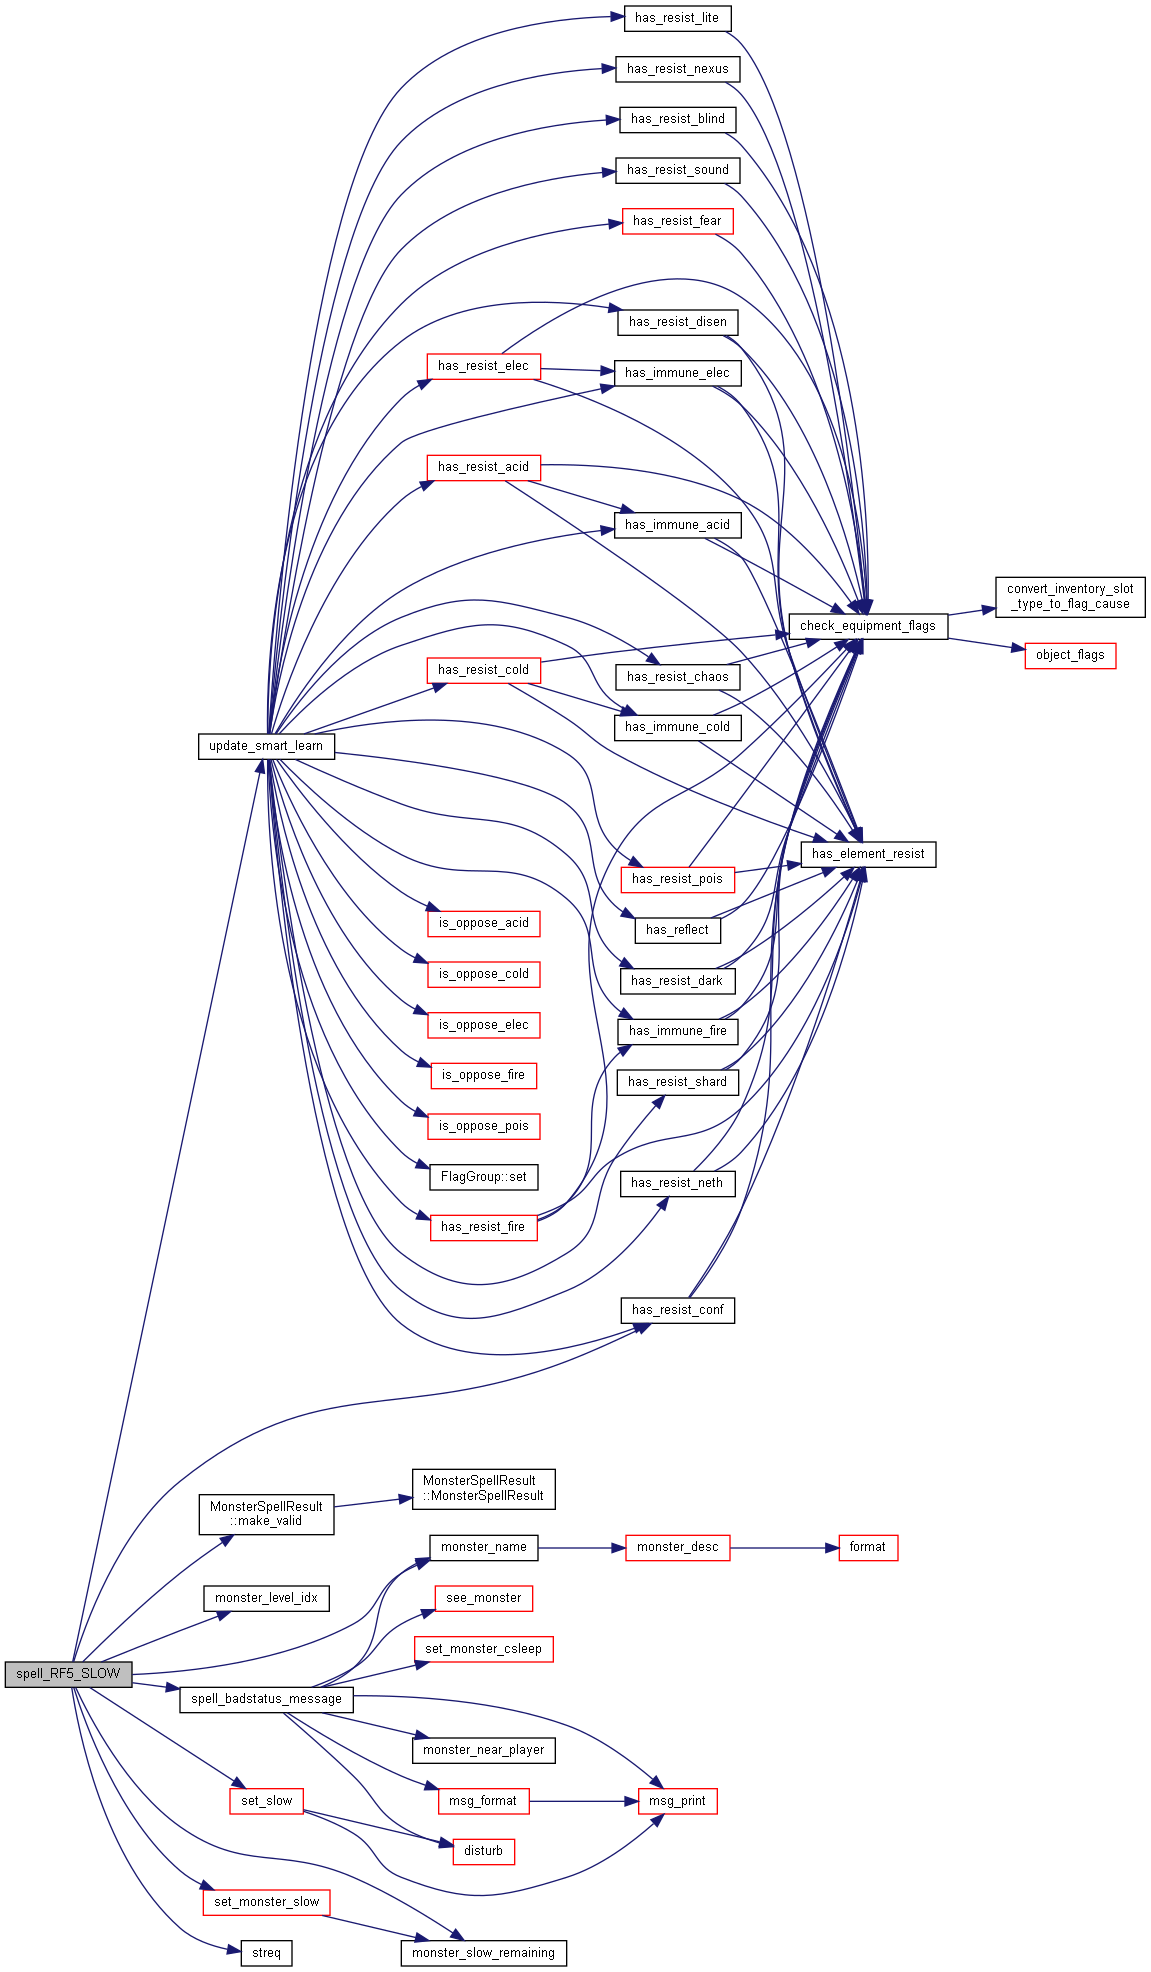 has_resist_lite
has_resist_nexus
has_resist_blind
has_resist_sound
has_resist_fear
has_resist_disen
has_resist_elec
has_immune_elec
has_resist_acid
has_immune_acid
convert_inventory_slot
_type_to_flag_cause
check_equipment_flags
object_flags
has_resist_cold
has_resist_chaos
has_immune_cold
update_smart_learn
has_element_resist
has_resist_pois
is_oppose_acid
has_reflect
is_oppose_cold
has_resist_dark
is_oppose_elec
has_immune_fire
is_oppose_fire
has_resist_shard
is_oppose_pois
FlagGroup::set
has_resist_neth
has_resist_fire
has_resist_conf
MonsterSpellResult
::MonsterSpellResult
MonsterSpellResult
::make_valid
monster_name
monster_desc
format
monster_level_idx
see_monster
set_monster_csleep
spell_RF5_SLOW
spell_badstatus_message
monster_near_player
set_slow
msg_format
msg_print
disturb
set_monster_slow
streq
monster_slow_remaining